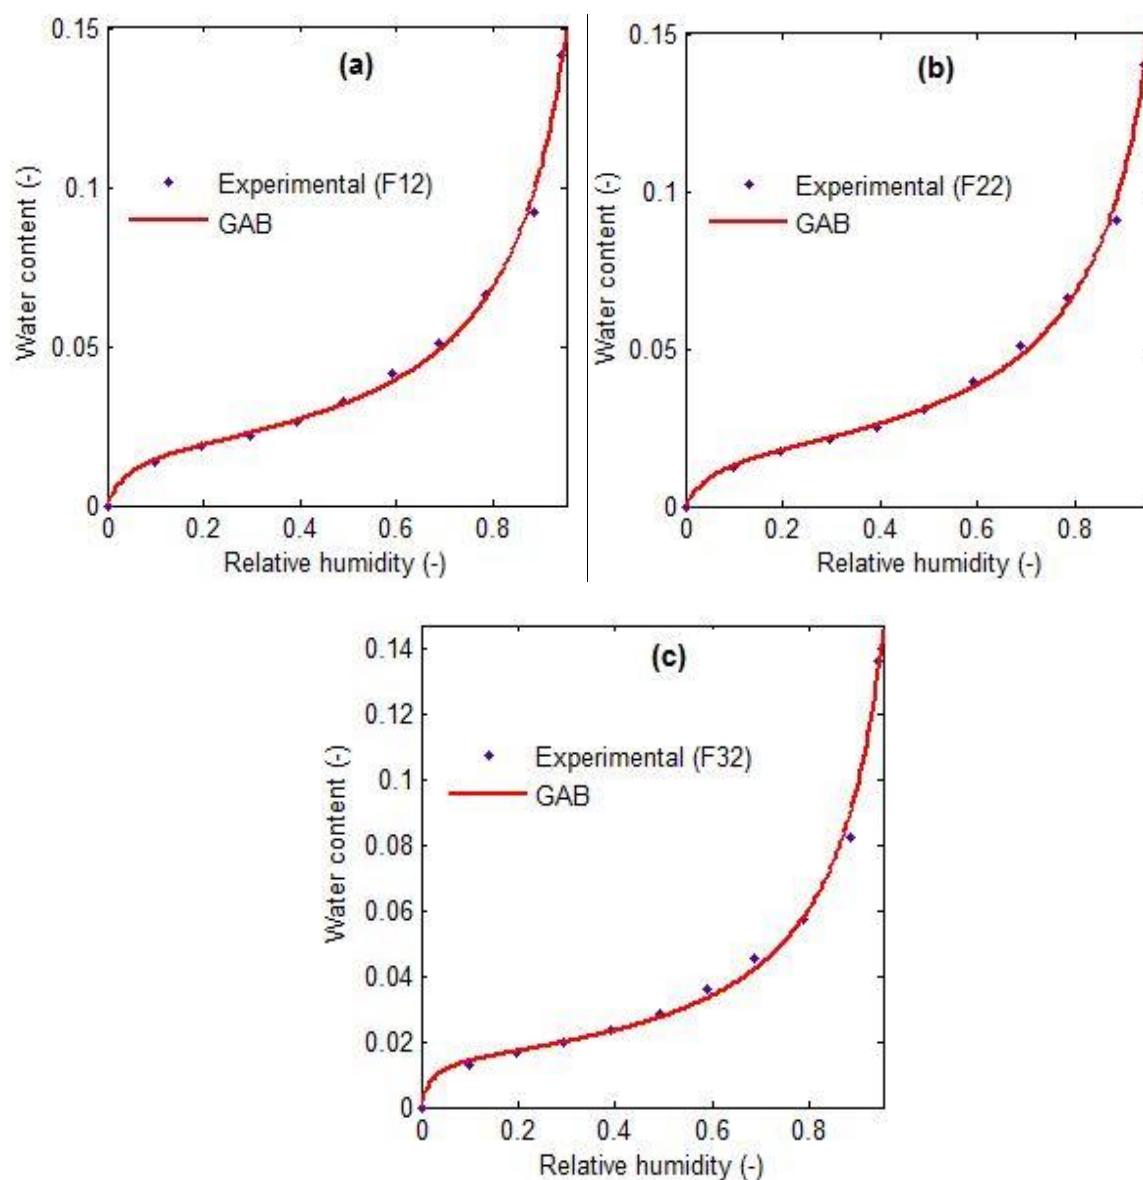 (a)
0.15
0.1
0.05
0
Water content (-)
Experimental (F12)
GAB
0 0.2 0.4 0.6 0.8
Relative humidity (-)
(b)
0.15
0.1
0.05
0
Water content (-)
Experimental (F22)
GAB
0 0.2 0.4 0.6 0.8
Relative humidity (-)
(c)
0.14
0.12
0.1
0.08
0.06
0.04
0.02
0
Water content (-)
Experimental (F32)
GAB
0 0.2 0.4 0.6 0.8
Relative humidity (-)